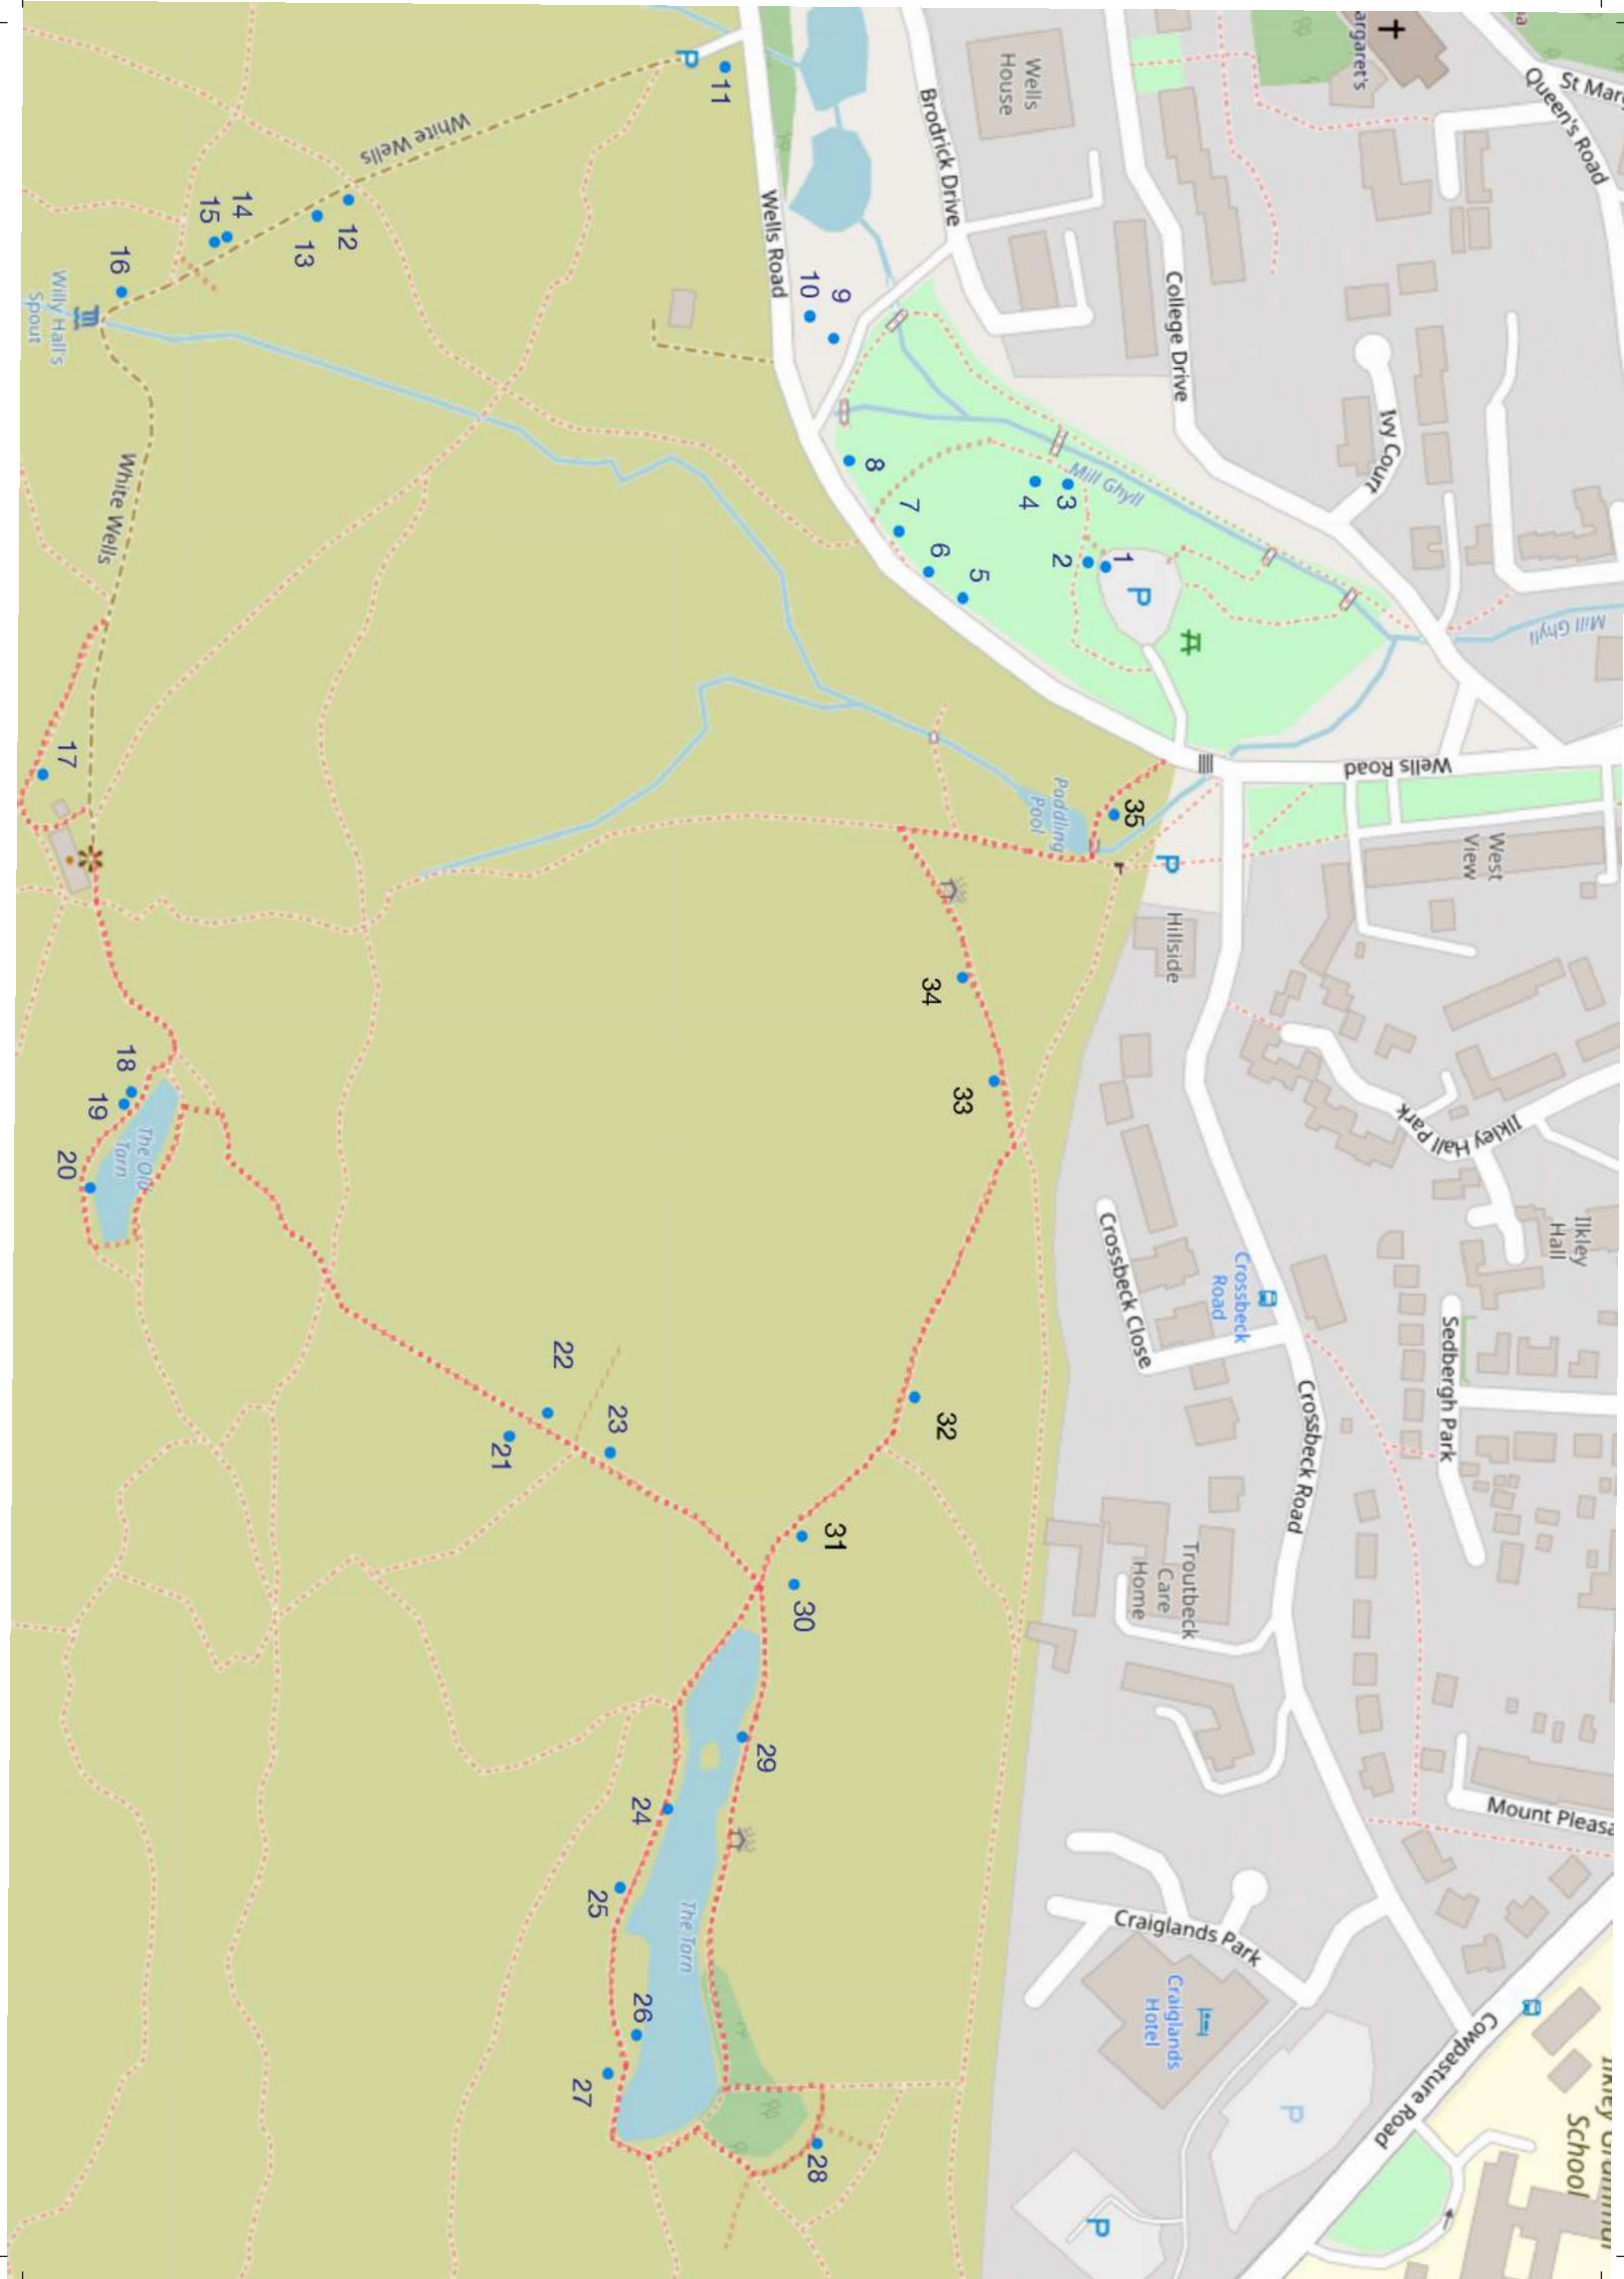 argaret's
St Mar
Queen's Road
Wells
House
Brodrick Drive
College Drive
Ivy Court
Mill Ghyll
Mill Ghyll
P
11
White Wells
Wells Road
12
13
14
15
16
Willy Hall's
Spout
10
9
8
7
6
5
4
3
2
1
P
White Wells
17
Wells Road
West
View
Paddling
Pool
35
P
Hillside
34
33
18
19
20
The Old
Tarn
Ilkley Hall Park
Ilkley
Hall
Crossbeck Close
Crossbeck
Road
Sedbergh Park
Crossbeck Road
22
23
21
32
31
30
Troutbeck
Care
Home
29
24
25
The Tarn
26
27
28
Mount Pleasa
Craiglands Park
Craiglands
Hotel
Cowpasture Road
P
P
School